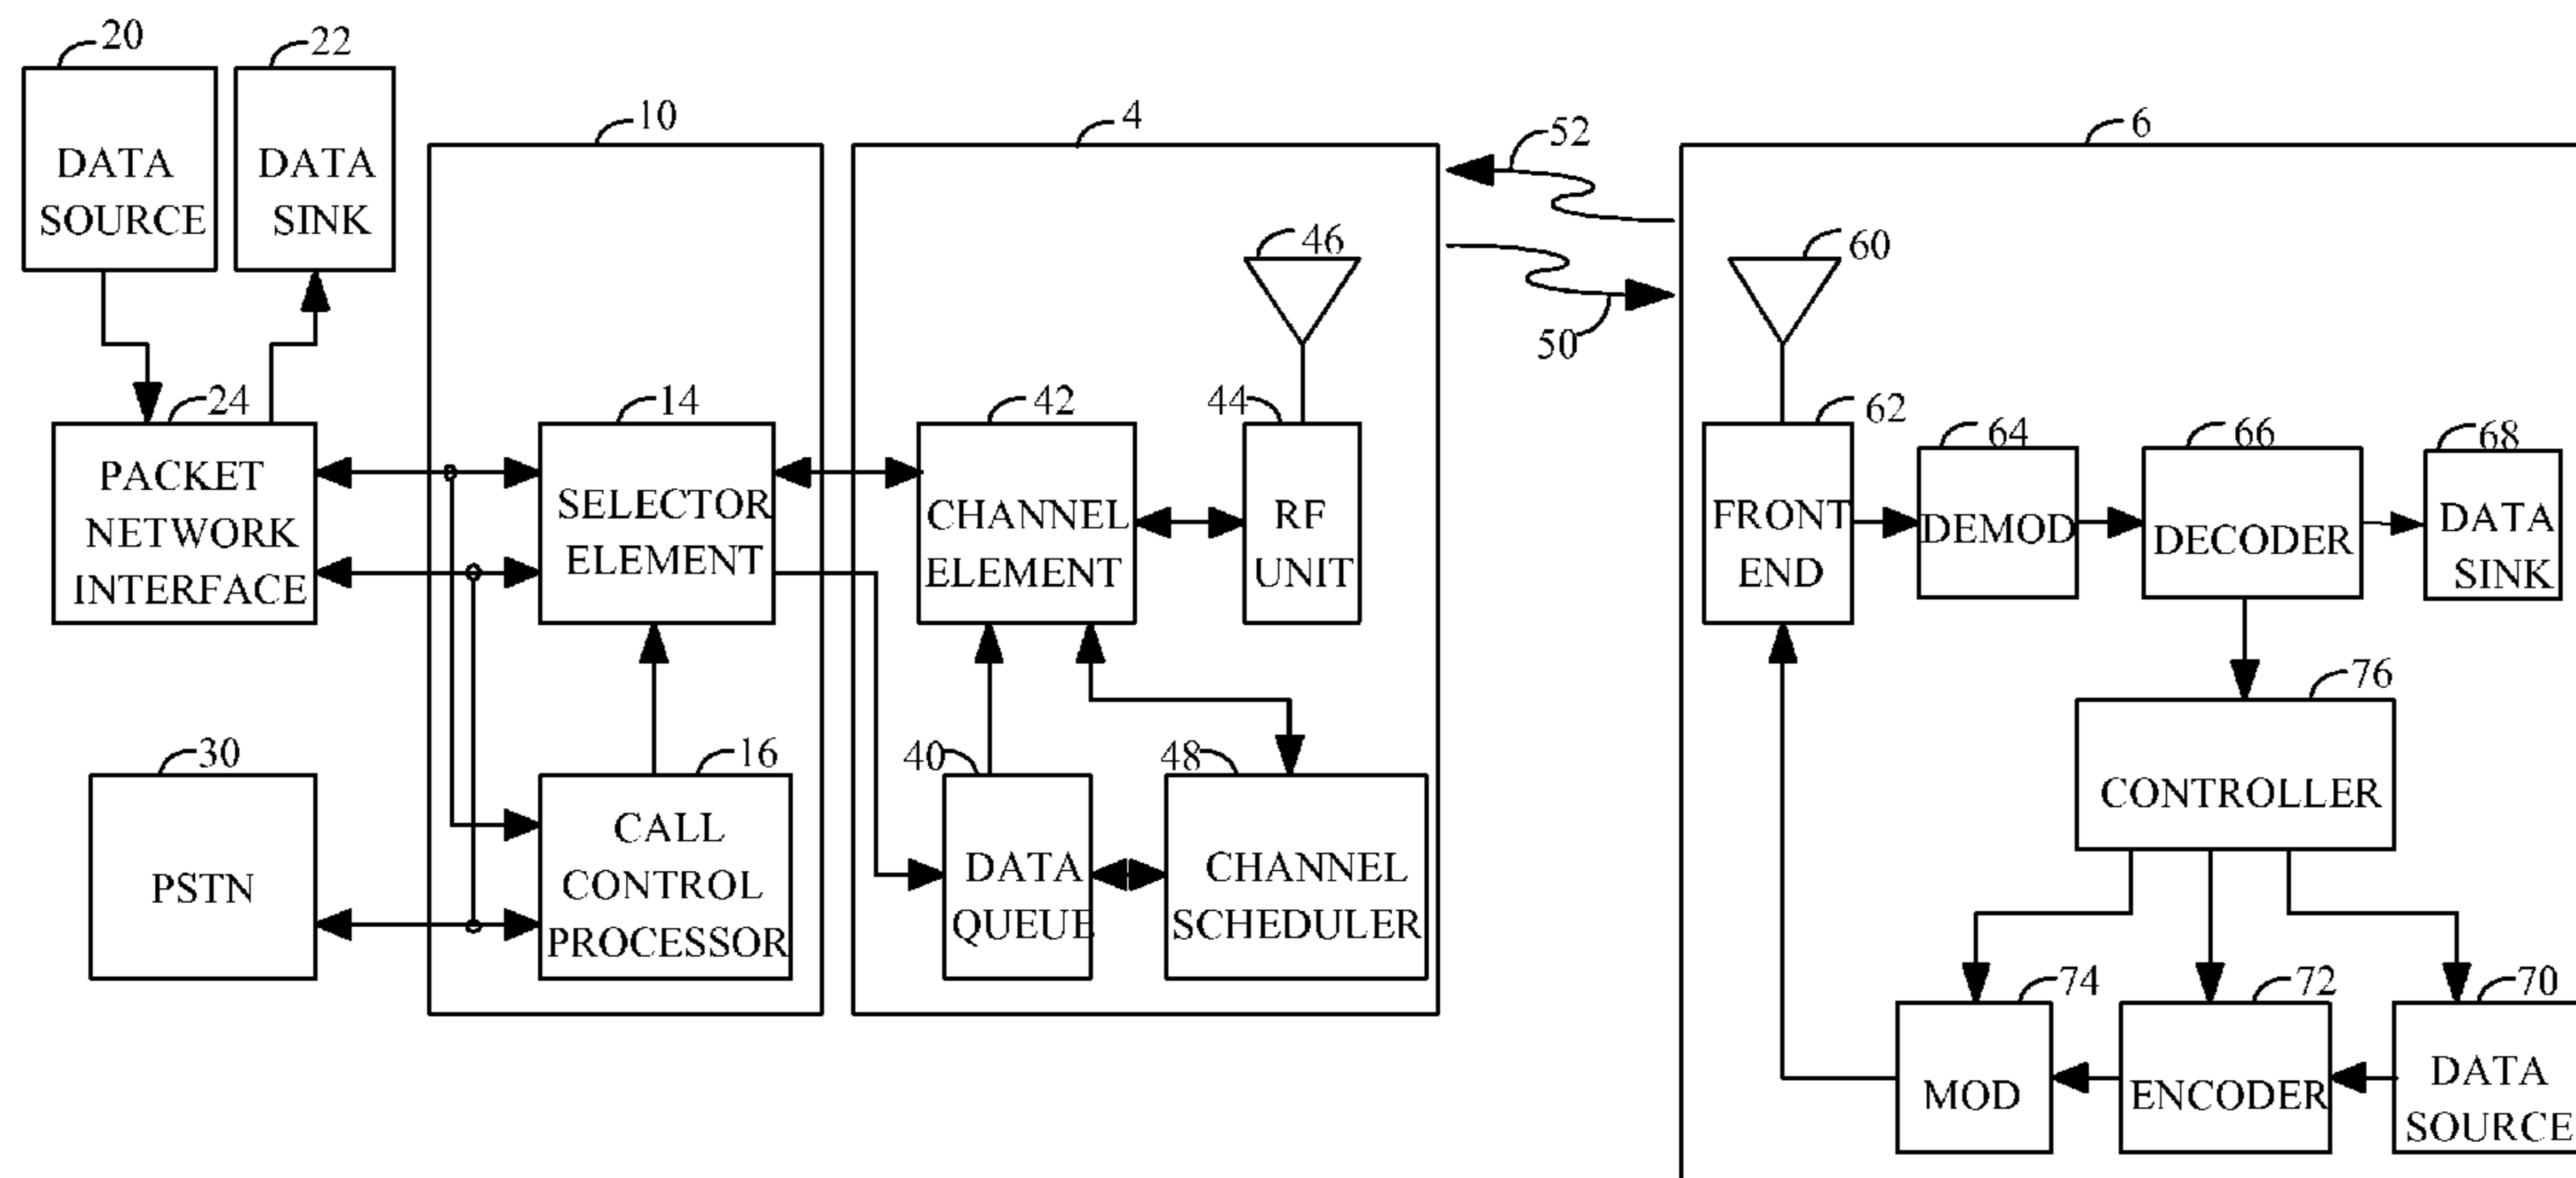 20
22
DATA
SOURCE
DATA
SINK
10
4
52
6
46
60
50
24
PACKET
NETWORK
INTERFACE
14
SELECTOR
ELEMENT
42
CHANNEL
ELEMENT
44
RF
UNIT
62
FRONT
END
64
DEMOD
66
DECODER
68
DATA
SINK
76
CONTROLLER
30
PSTN
16
CALL
CONTROL
PROCESSOR
40
DATA
QUEUE
48
CHANNEL
SCHEDULER
74
MOD
72
ENCODER
70
DATA
SOURCE